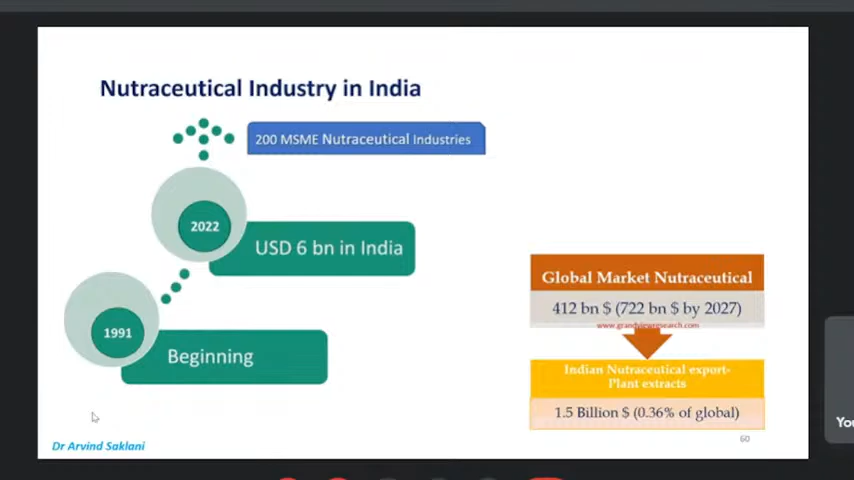 Nutraceutical Industry in India
200 MSME Nutraceutical Industries
2022
USD 6 bn in India
1991
Beginning
Global Market Nutraceutical
412 bn $ (722 bn $ by 2027)
www.grandviewresearch.com
Indian Nutraceutical export-
Plant extracts
1.5 Billion $ (0.36% of global)
Dr Arvind Saklani
60